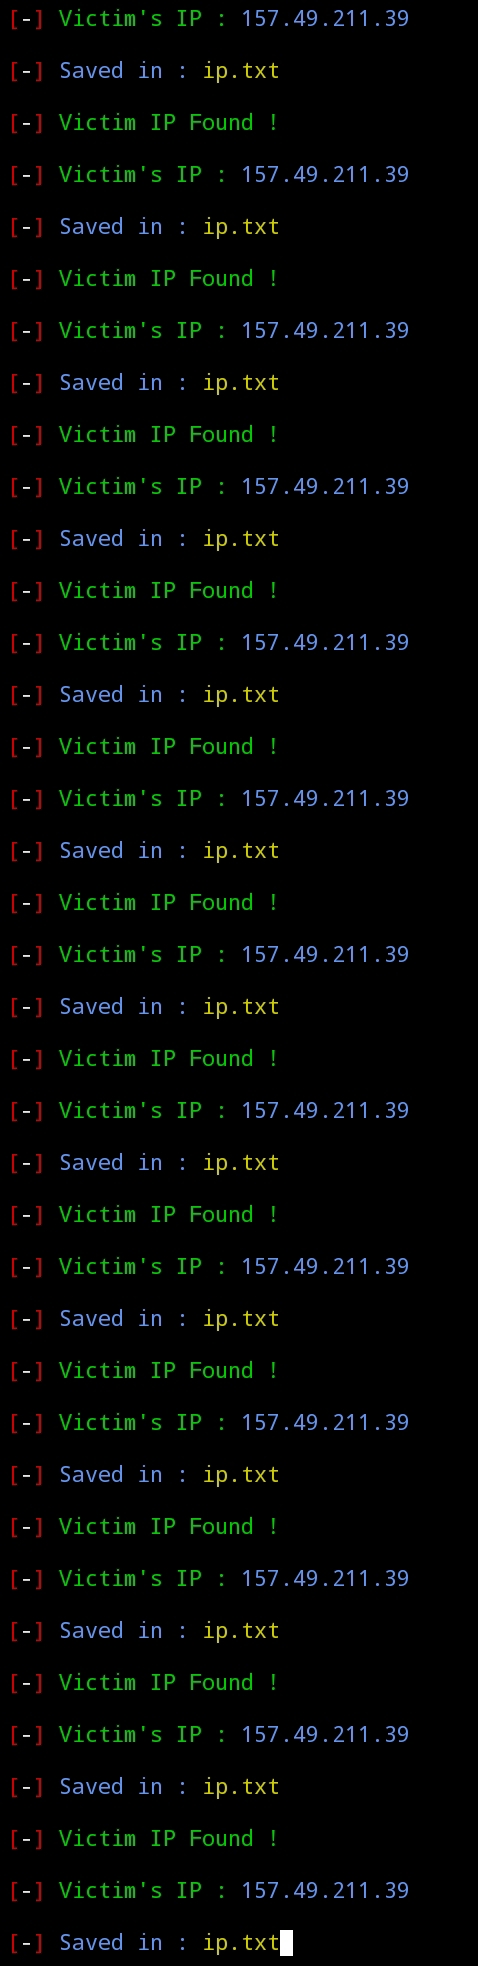 [-] Victim's IP : 157.49.211.39
[-] Saved in : ip.txt
[-] Victim IP Found !
[-] Victim's IP : 157.49.211.39
[-] Saved in : ip.txt
[-] Victim IP Found !
[-] Victim's IP : 157.49.211.39
[-] Saved in : ip.txt
[-] Victim IP Found !
[-] Victim's IP : 157.49.211.39
[-] Saved in : ip.txt
[-] Victim IP Found !
[-] Victim's IP : 157.49.211.39
[-] Saved in : ip.txt
[-] Victim IP Found !
[-] Victim's IP : 157.49.211.39
[-] Saved in : ip.txt
[-] Victim IP Found !
[-] Victim's IP : 157.49.211.39
[-] Saved in : ip.txt
[-] Victim IP Found !
[-] Victim's IP : 157.49.211.39
[-] Saved in : ip.txt
[-] Victim IP Found !
[-] Victim's IP : 157.49.211.39
[-] Saved in : ip.txt
[-] Victim IP Found !
[-] Victim's IP : 157.49.211.39
[-] Saved in : ip.txt
[-] Victim IP Found !
[-] Victim's IP : 157.49.211.39
[-] Saved in : ip.txt
[-] Victim IP Found !
[-] Victim's IP : 157.49.211.39
[-] Saved in : ip.txt
[-] Victim IP Found !
[-] Victim's IP : 157.49.211.39
[-] Saved in : ip.txt